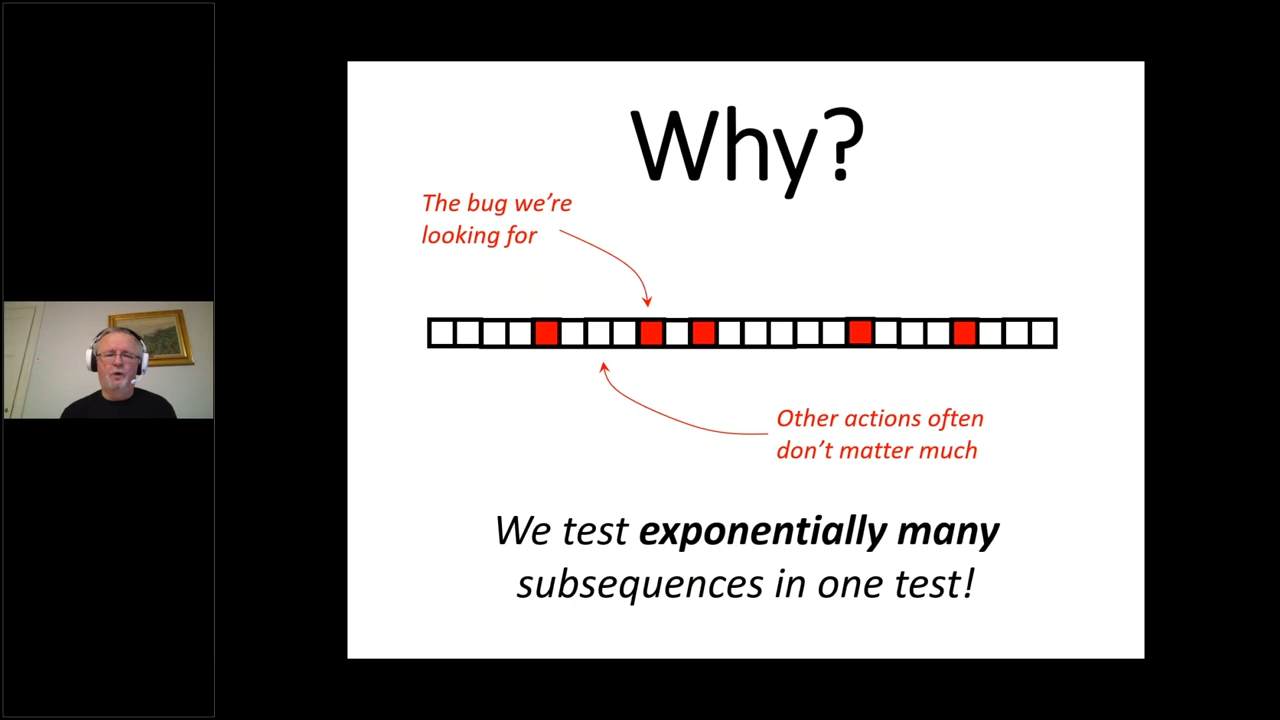 Why?
The bug we’re
looking for
Other actions often
don’t matter much
We test exponentially many
subsequences in one test!